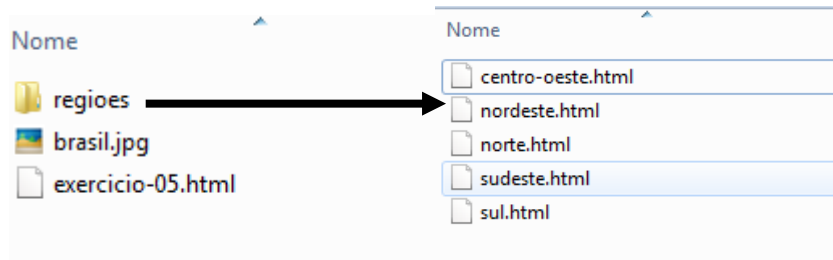 Nome
regioes
brasil.jpg
exercicio-05.html
Nome
centro-oeste.html
nordeste.html
norte.html
sudeste.html
sul.html